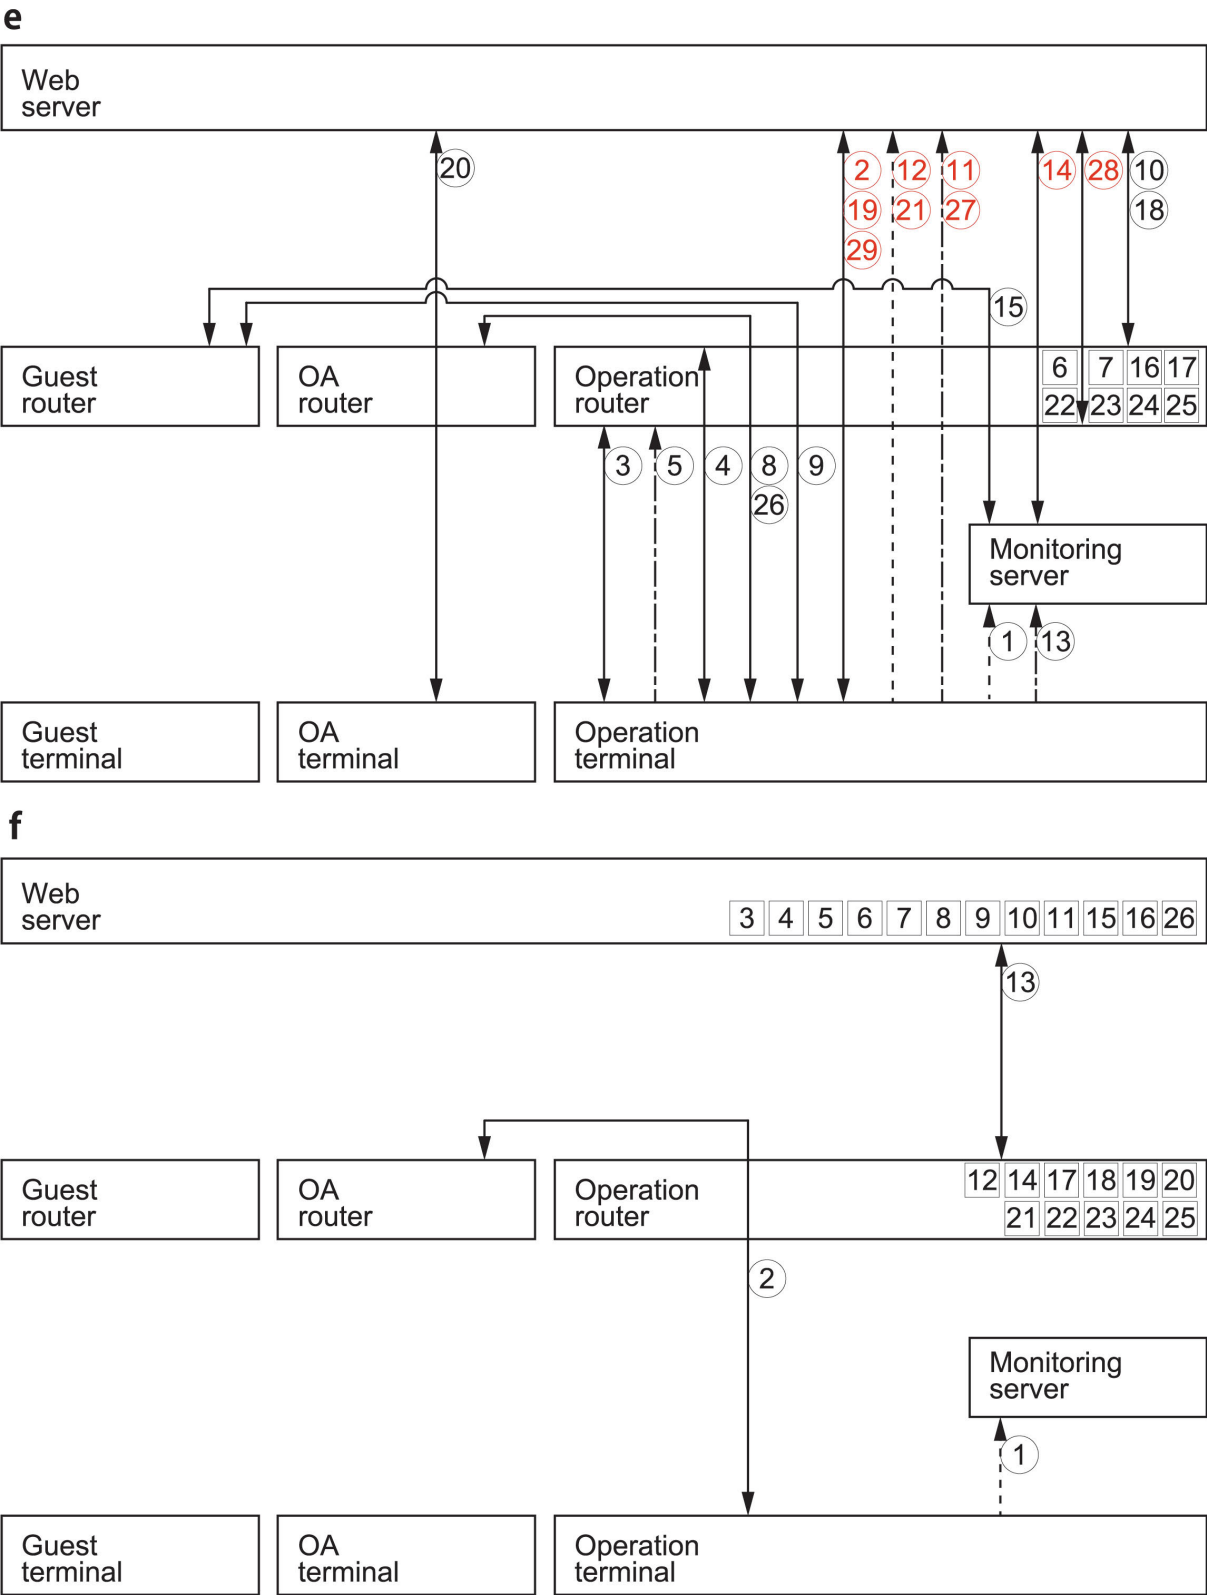 e
Web
server
20
2
12
11
14
28
10
19
21
27
18
29
15
Guest
router
OA
router
Operation
router
6
7
16
17
22
23
24
25
3
5
4
8
9
26
Monitoring
server
1
13
Guest
terminal
OA
terminal
Operation
terminal
f
Web
server
3 4 5 6 7 8 9 10 11 15 16 26
13
Guest
router
OA
router
Operation
router
12 14 17 18 19 20
21 22 23 24 25
2
Monitoring
server
1
Guest
terminal
OA
terminal
Operation
terminal